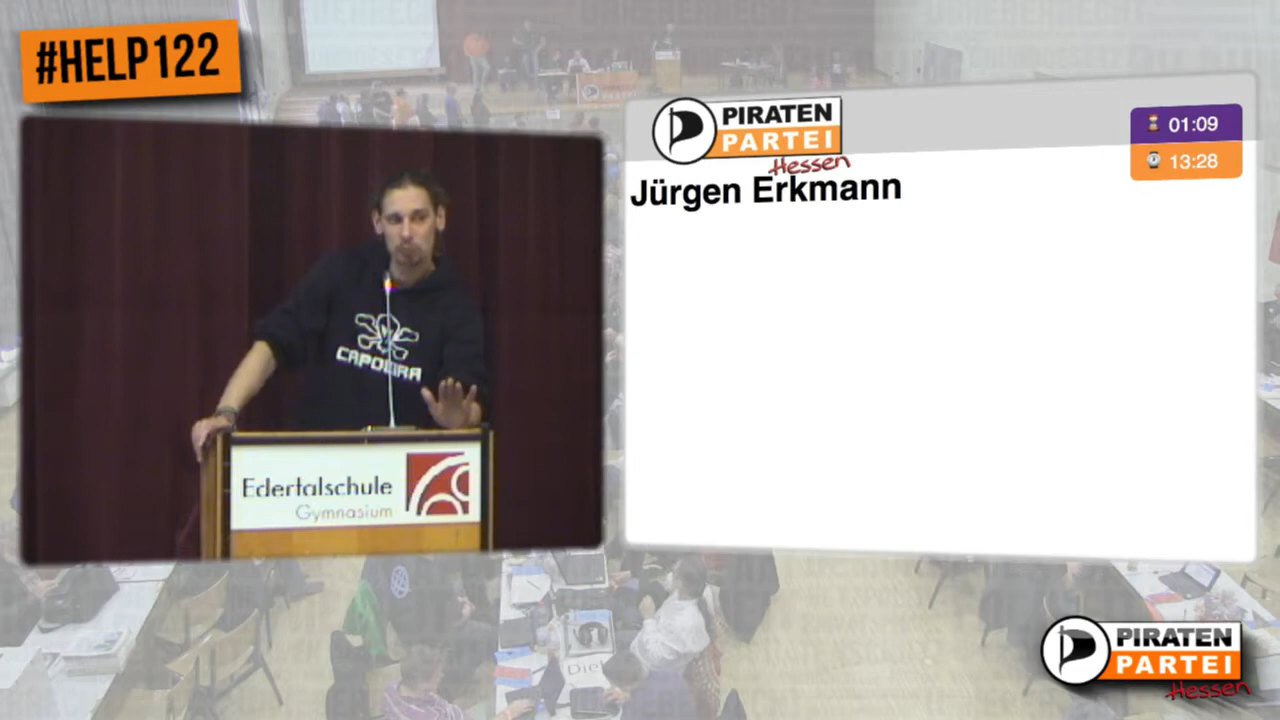 #HELP122
PIRATEN
PARTEI
Hessen
01:09
13:28
Jürgen Erkmann
CAPOEIRA
Edertalschule
Gymnasium
PIRATEN
PARTEI
Hessen